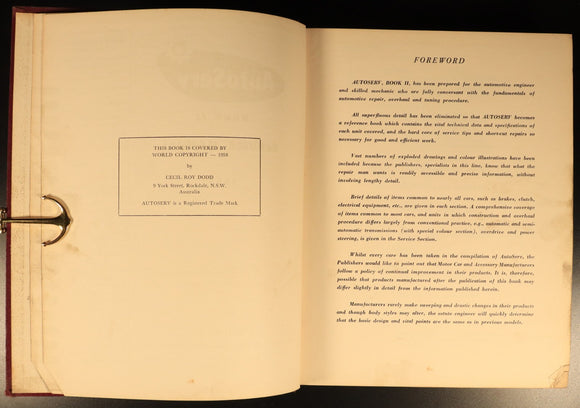 THIS BOOK IS COVERED BY
WORLD COPYRIGHT — 1958
by
CECIL ROY DODD
9 York Street, Rockdale, N.S.W.
Australia
AUTOSERV is a Registered Trade Mark
FOREWORD
AUTOSERV, BOOK II, has been prepared for the automotive engineer
and skilled mechanic who are fully conversant with the fundamentals of
automotive repair, overhaul and tuning procedure.
All superfluous detail has been eliminated so that AUTOSERV becomes
a reference book which contains the vital technical data and specifications of
each unit covered, and the hard core of service tips and short-cut repairs so
necessary for good and efficient work.
Vast numbers of exploded drawings and colour illustrations have been
included because the publishers, specialists in this line, know that what the
repair man wants is readily accessible and precise information, without
involving lengthy detail.
Brief details of items common to nearly all cars, such as brakes, clutch,
electrical equipment, etc., are given in each section. A comprehensive coverage
of items common to most cars, and units in which construction and overhaul
procedure differs largely from conventional practice, e.g., automatic and semi-
automatic transmissions (with special colour section), overdrive and power
steering, is given in the Service Section.
Whilst every care has been taken in the compilation of AutoServ, the
Publishers would like to point out that Motor Car and Accessory Manufacturers
follow a policy of continual improvement in their products. It is, therefore,
possible that products manufactured after the publication of this book may
differ slightly in detail from the information published herein.
Manufacturers rarely make sweeping and drastic changes in their products
and though body styles may alter, the astute engineer will quickly determine
that the basic design and vital points are the same as in previous models.